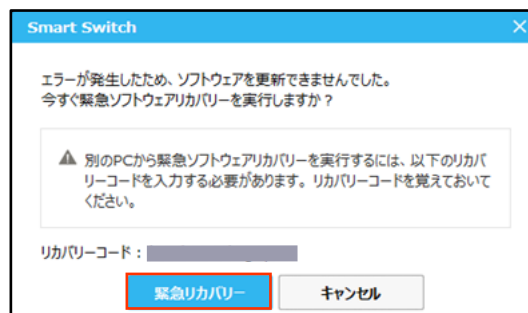 Smart Switch
エラーが発生したため、ソフトウェアを更新できませんでした。
今すぐ緊急ソフトウェアリカバリーを実行しますか？
別のPCから緊急ソフトウェアリカバリーを実行するには、以下のリカバ
リーコードを入力する必要があります。リカバリーコードを覚えておいて
ください。
リカバリーコード：
緊急リカバリー
キャンセル